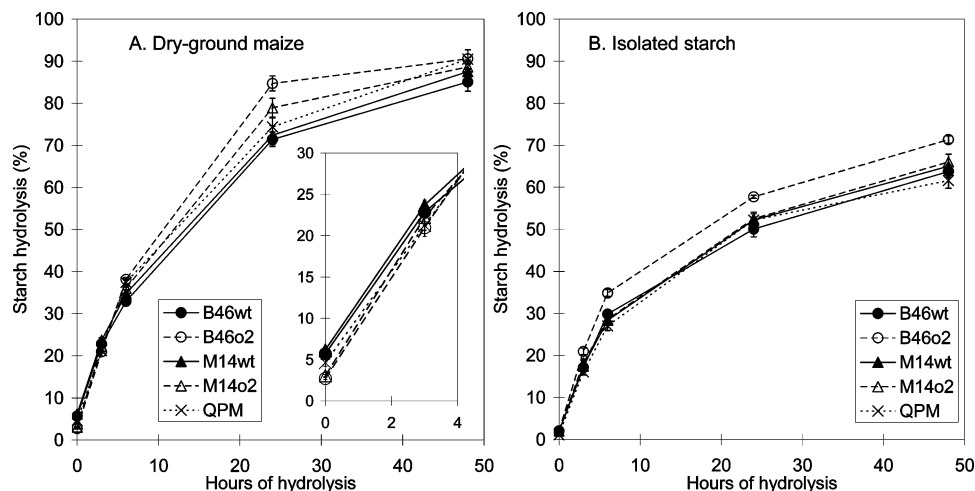 A. Dry-ground maize
Starch hydrolysis (%)
100
90
80
70
60
50
40
30
20
10
0
0 10 20 30 40 50
Hours of hydrolysis
B46wt
B46o2
M14wt
M14o2
QPM
30
25
20
15
10
5
0
0 2 4
B. Isolated starch
Starch hydrolysis (%)
100
90
80
70
60
50
40
30
20
10
0
0 10 20 30 40 50
Hours of hydrolysis
B46wt
B46o2
M14wt
M14o2
QPM